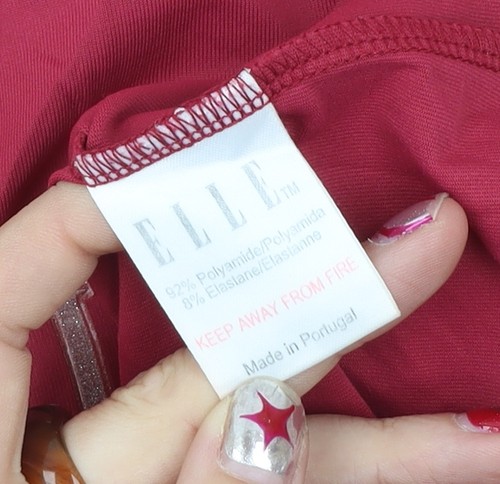 ELLE™
92% Polyamide/Polyamida
8% Elastane/Elastanne
KEEP AWAY FROM FIRE
Made in Portugal